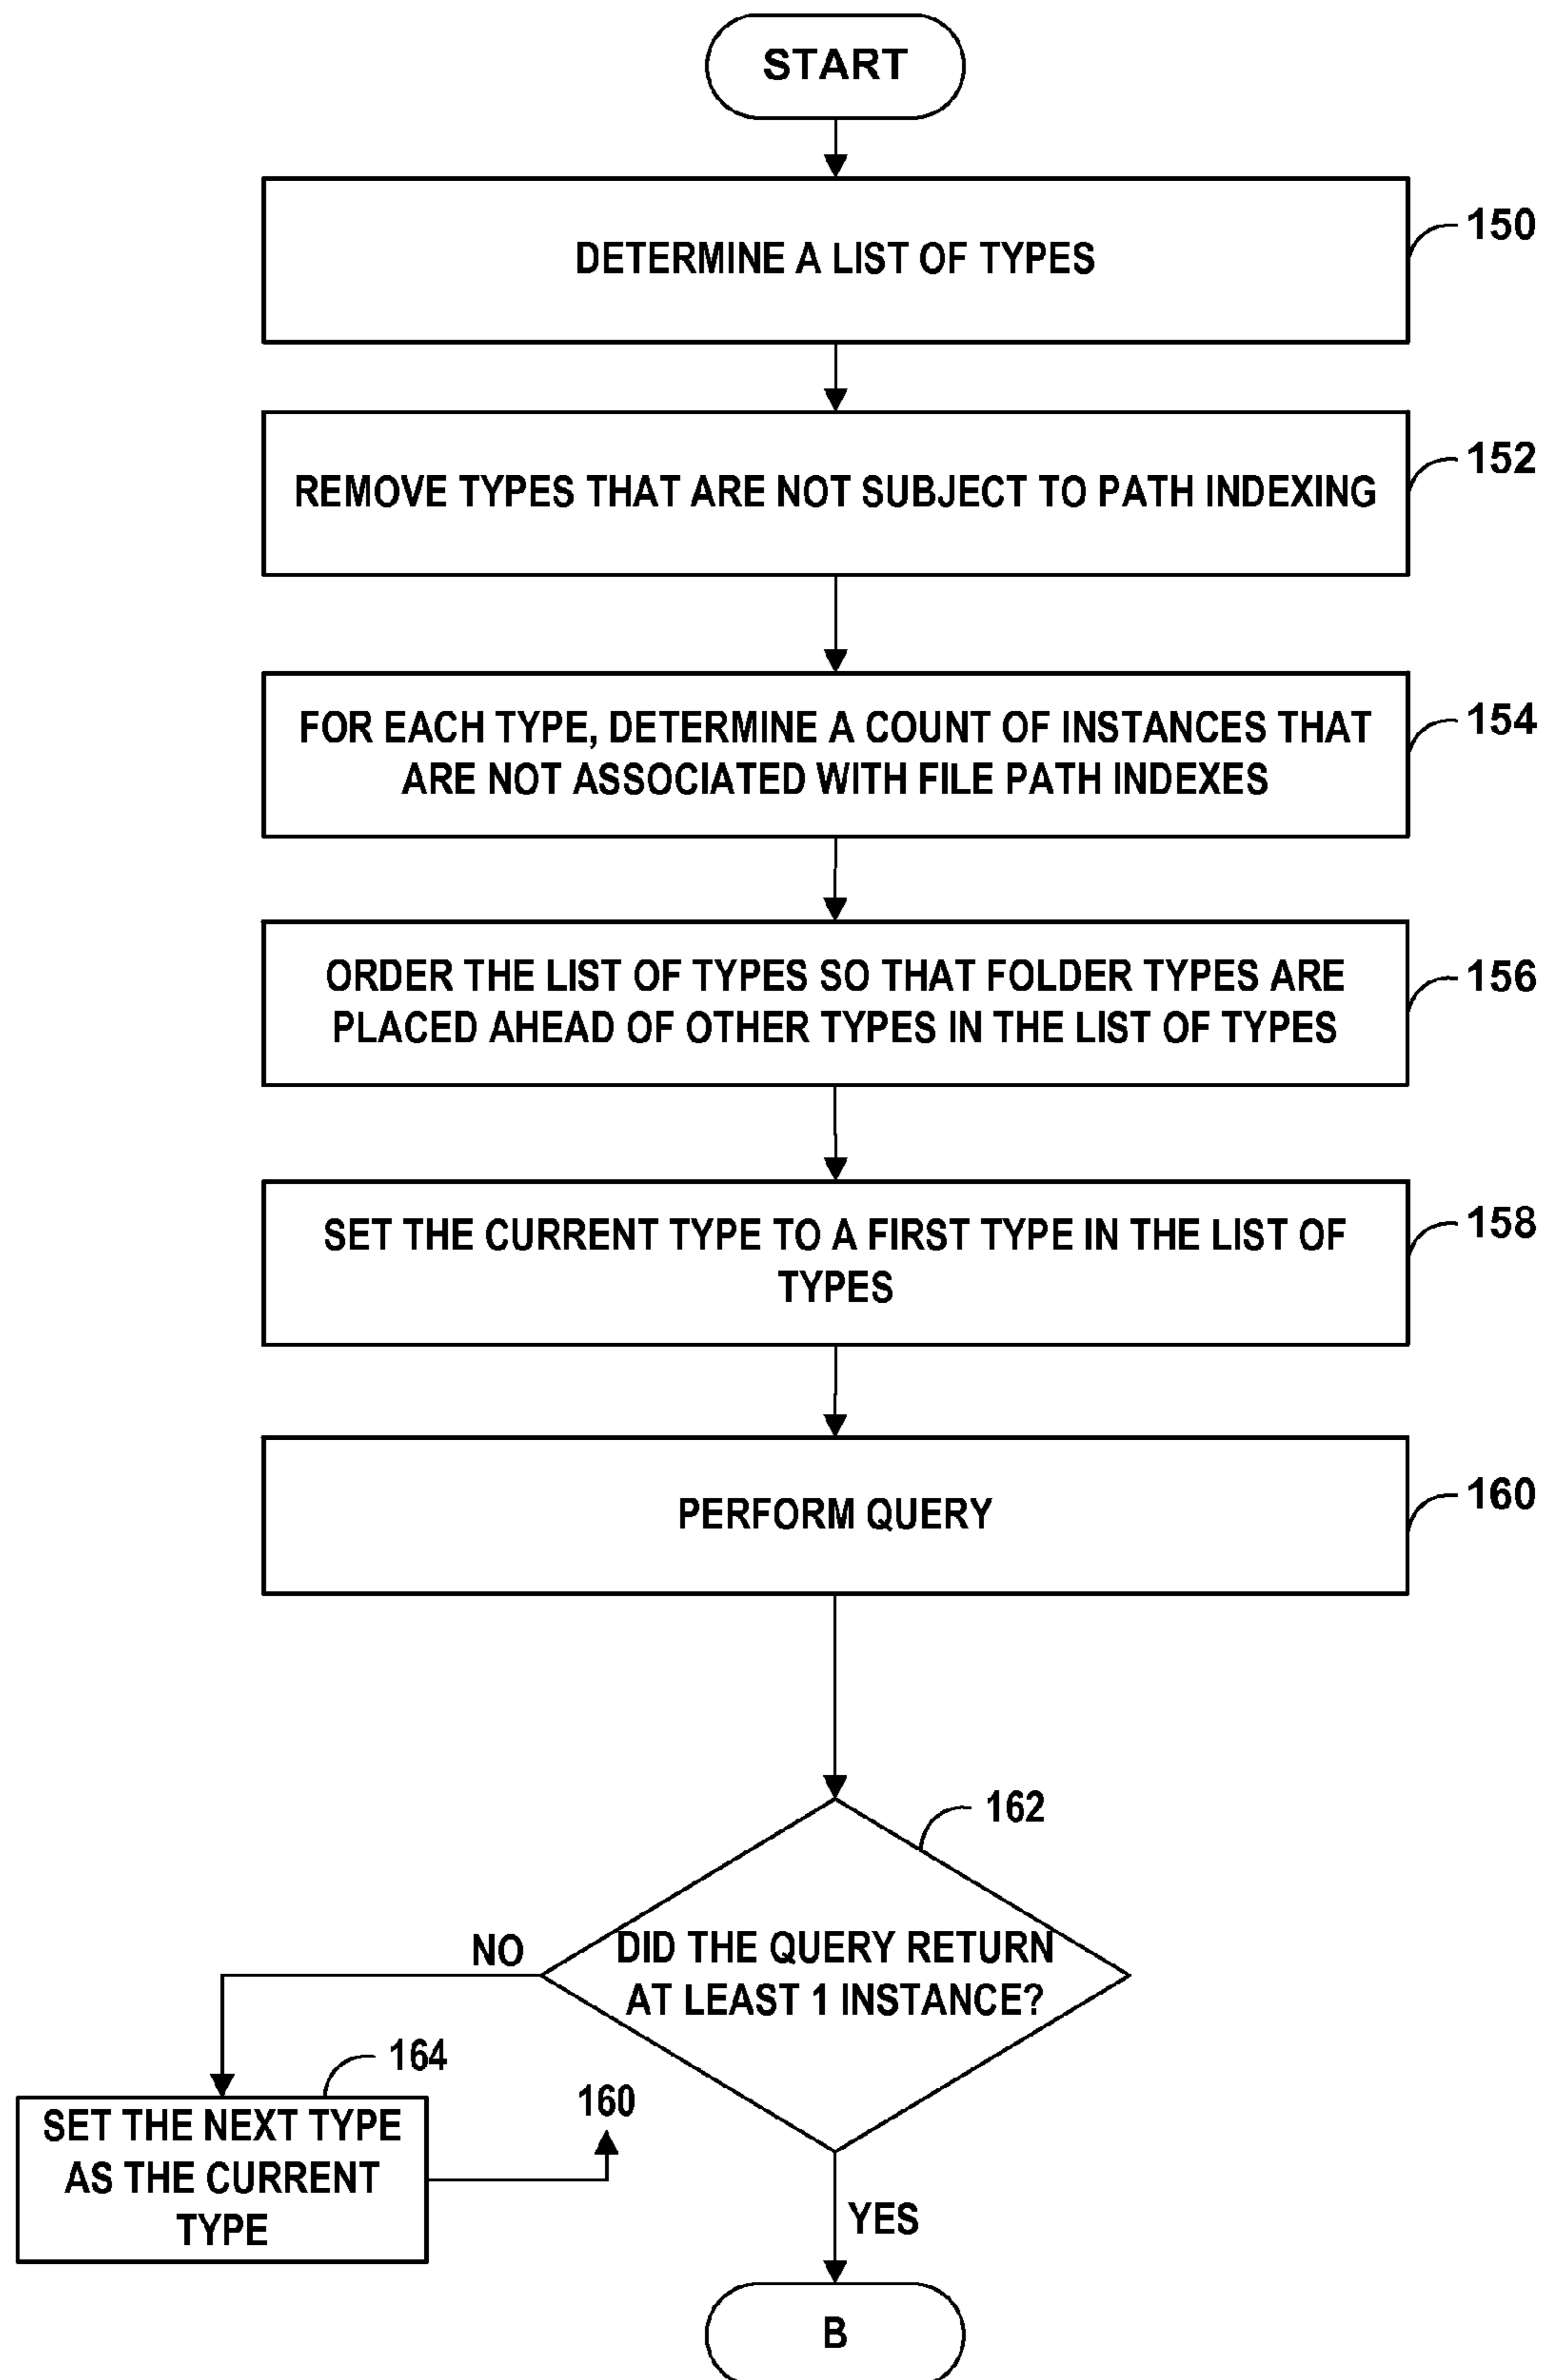 START
DETERMINE A LIST OF TYPES
150
REMOVE TYPES THAT ARE NOT SUBJECT TO PATH INDEXING
152
FOR EACH TYPE, DETERMINE A COUNT OF INSTANCES THAT
ARE NOT ASSOCIATED WITH FILE PATH INDEXES
154
ORDER THE LIST OF TYPES SO THAT FOLDER TYPES ARE
PLACED AHEAD OF OTHER TYPES IN THE LIST OF TYPES
156
SET THE CURRENT TYPE TO A FIRST TYPE IN THE LIST OF
TYPES
158
PERFORM QUERY
160
162
DID THE QUERY RETURN
AT LEAST 1 INSTANCE?
NO
164
SET THE NEXT TYPE
AS THE CURRENT
TYPE
160
YES
B